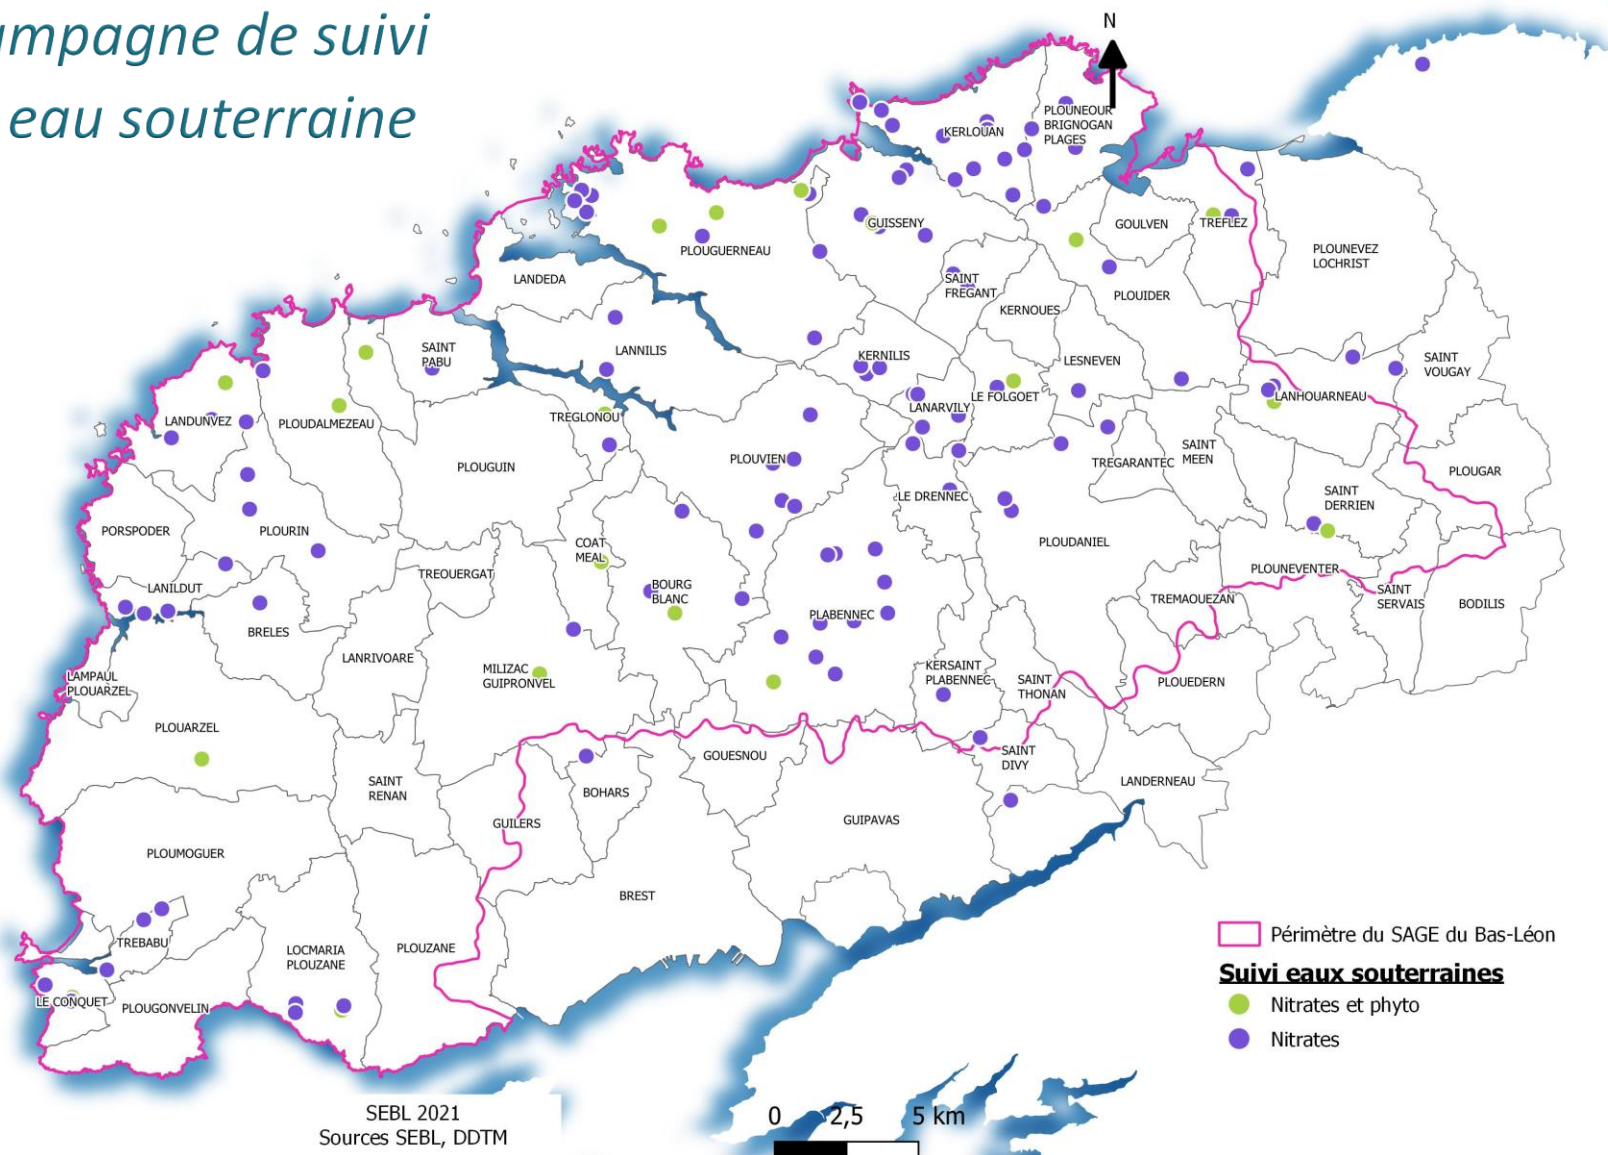 ampagne de suivi
eau souterraine
N
PLOUNEOUR
BRIGNOGAN
PLAGES
KERLOUAN
GUISSENY
GOULVEN
TREFLEZ
PLOUGUERNEAU
PLOUNEVEZ
LOCHRIST
LANDEDA
SAINT
FREGANT
PLOUIDER
KERNOUES
SAINT
PABU
LANNILIS
KERNILIS
LESNEVEN
SAINT
VOUGAY
LANDUNVEZ
PLOUDALMEZEAU
TREGLONOU
LANARVILY
LE FOLGOET
LANHOUARNEAU
PLOUGUIN
PLOUVIEN
TREGARANTEC
SAINT
MEEN
PLOUGAR
LE DRENNEC
SAINT
DERRIEN
PORSPODER
PLOURIN
COAT
MEAL
PLOUDANIEL
TREOUERGAT
PLOUNEVENTER
LANILDUT
BOURG
BLANC
TREMAOUEZAN
SAINT
SERVAIS
BODILIS
BRELES
PLABENNEC
LANRIVOARE
MILIZAC
GUIPRONVEL
KERSAINT
PLABENNEC
SAINT
THONAN
PLOUEDERN
LAMPAUL
PLOUARZEL
PLOUARZEL
GOUESNOU
SAINT
DIVY
SAINT
RENAN
BOHARS
LANDERNEAU
GUILERS
GUIPAVAS
PLOUMOGUER
BREST
TREBABU
LOCMARIA
PLOUZANE
PLOUZANE
LE CONQUET
PLOUGONVELIN
Périmètre du SAGE du Bas-Léon
Suivi eaux souterraines
Nitrates et phyto
Nitrates
SEBL 2021
Sources SEBL, DDTM
0 2,5 5 km